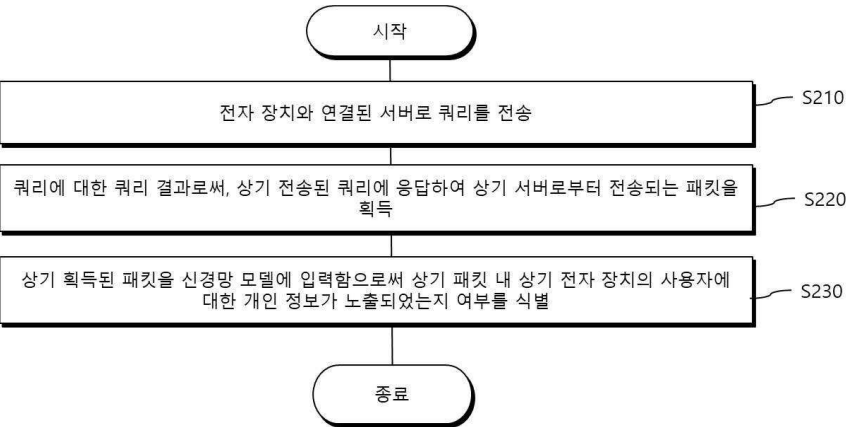 시작
전자 장치와 연결된 서버로 쿼리를 전송
S210
쿼리에 대한 쿼리 결과로써, 상기 전송된 쿼리에 응답하여 상기 서버로부터 전송되는 패킷을
획득
S220
상기 획득된 패킷을 신경망 모델에 입력함으로써 상기 패킷 내 상기 전자 장치의 사용자에
대한 개인 정보가 노출되었는지 여부를 식별
S230
종료